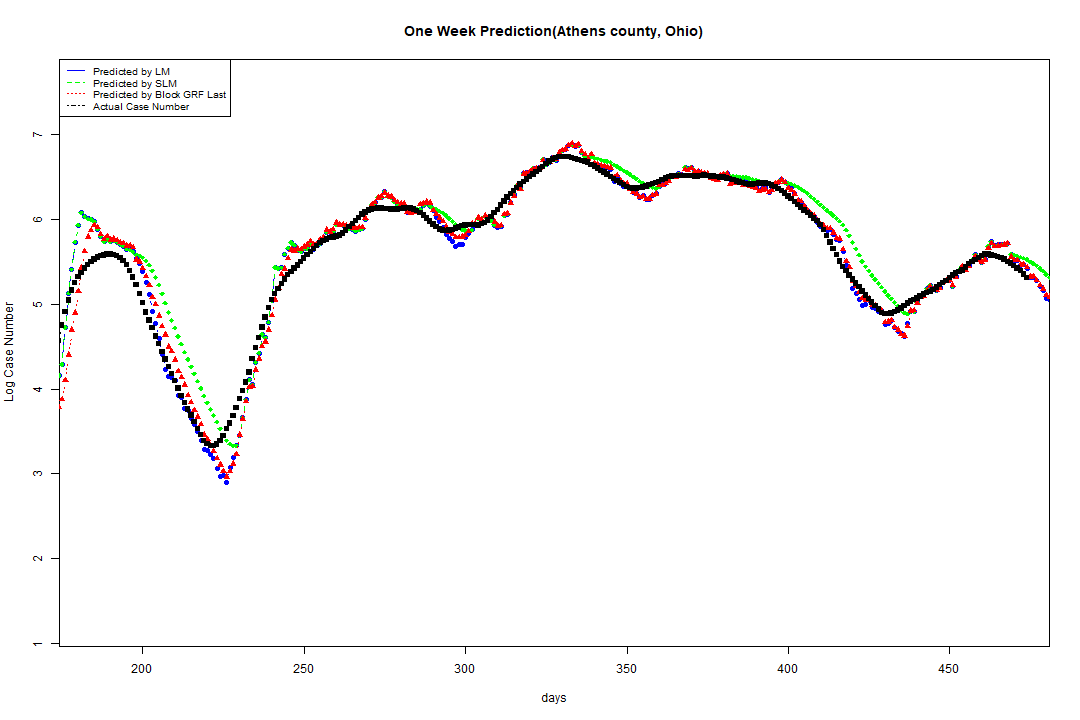 One Week Prediction(Athens county, Ohio)
Predicted by LM
Predicted by SLM
Predicted by Block GRF Last
Actual Case Number
Log Case Number
7
6
5
4
3
2
1
200 250 300 350 400 450
days